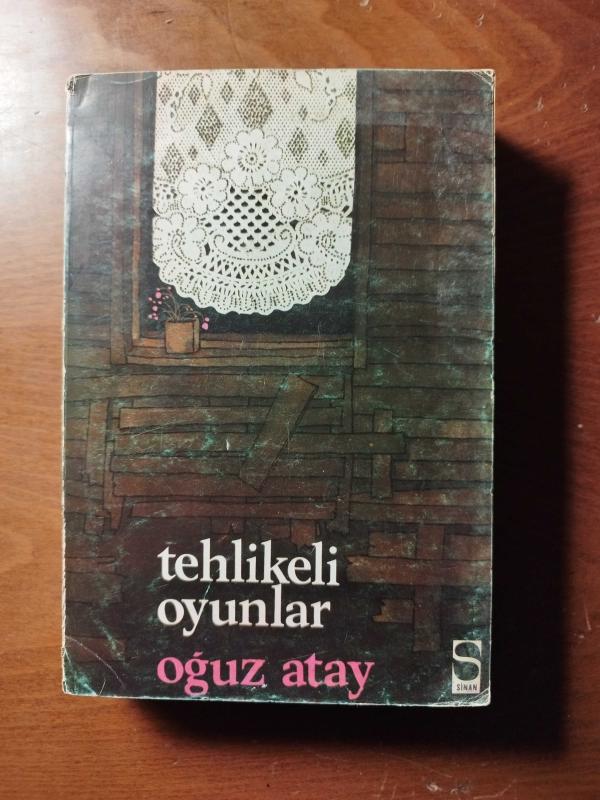 tehlikeli
oyunlar
oğuz atay
S
SİNAN